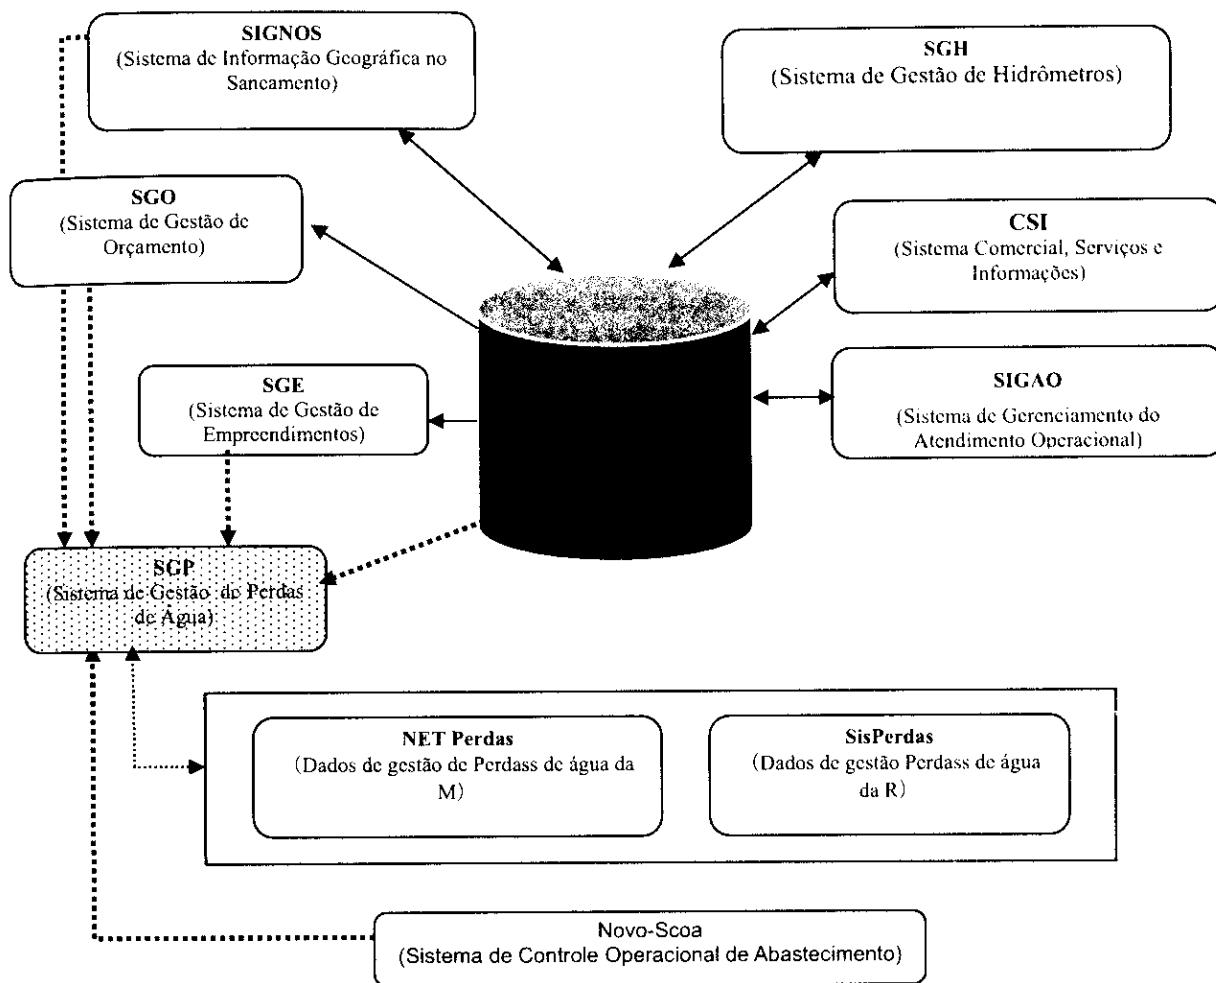 SIGNOS
(Sistema de Informação Geográfica no
Saneamento)
SGH
(Sistema de Gestão de Hidrômetros)
SGO
(Sistema de Gestão de
Orçamento)
CSI
(Sistema Comercial, Serviços e
Informações)
SGE
(Sistema de Gestão de
Empreendimentos)
SIGAO
(Sistema de Gerenciamento do
Atendimento Operacional)
SGP
(Sistema de Gestão de Perdas
de Água)
NET Perdas
(Dados de gestão de Perdass de água da
M)
SisPerdas
(Dados de gestão Perdass de água
da R)
Novo-Scoa
(Sistema de Controle Operacional de Abastecimento)